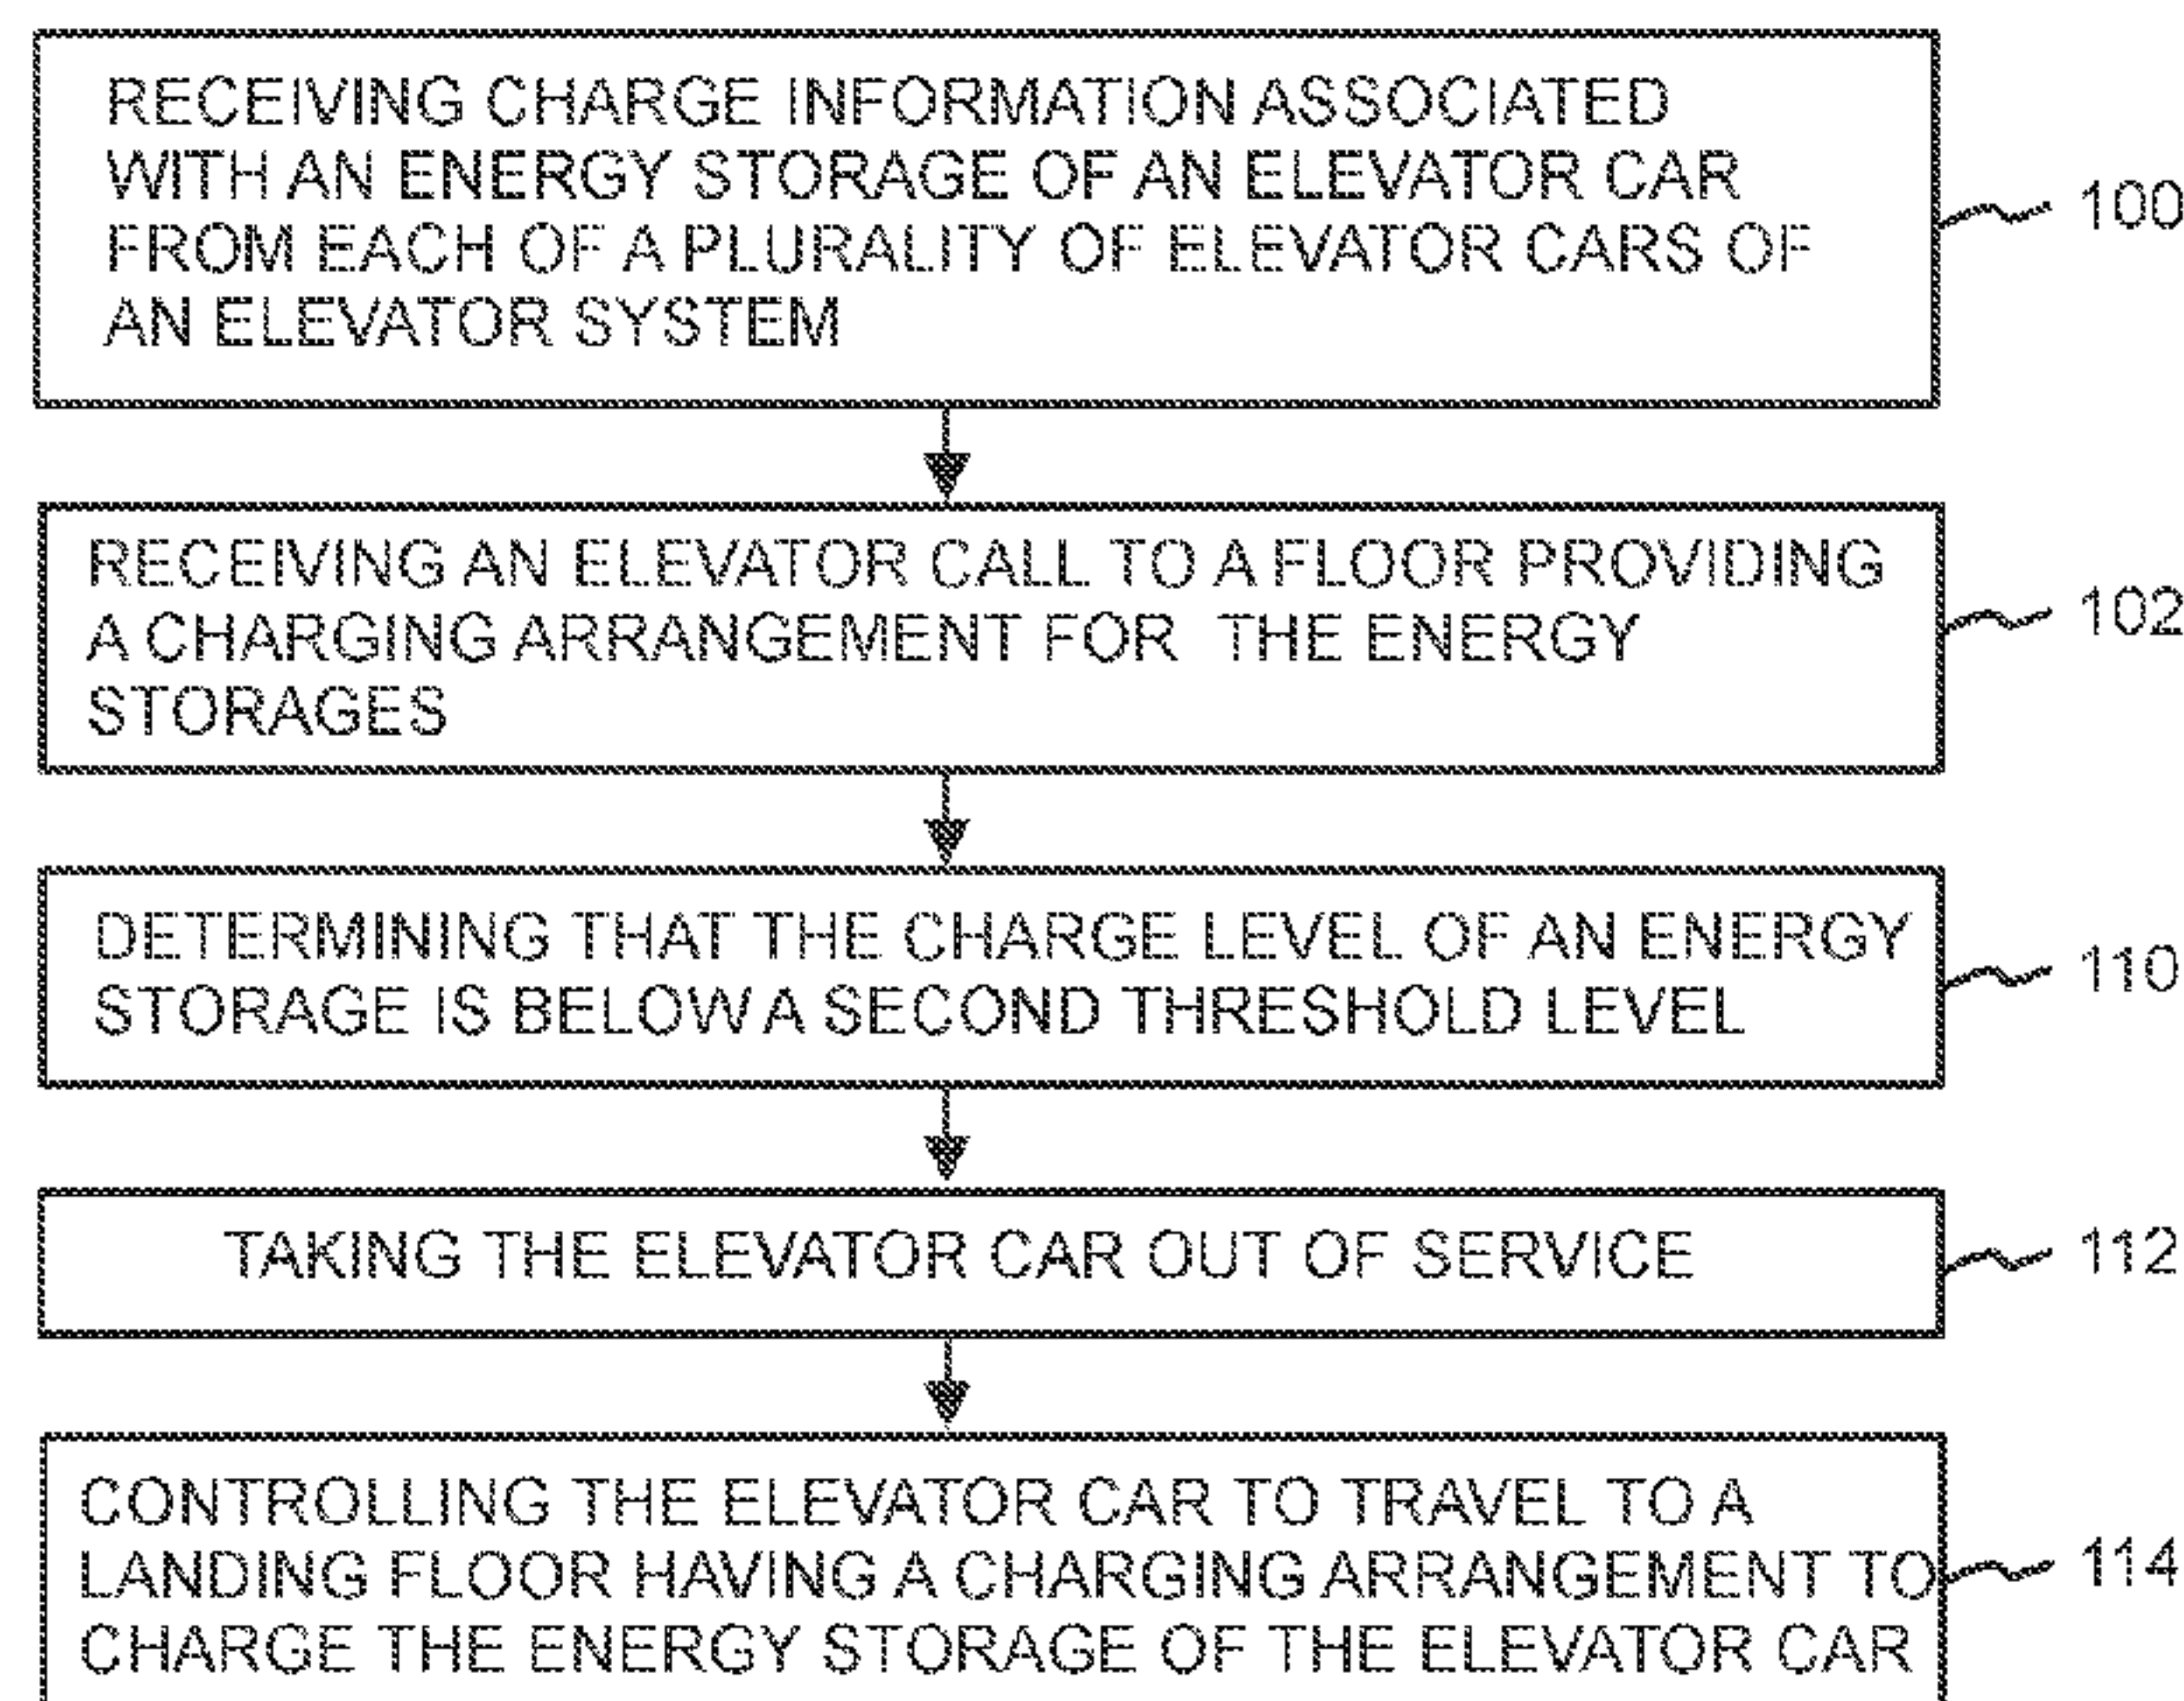 RECEIVING CHARGE INFORMATION ASSOCIATED
WITH AN ENERGY STORAGE OF AN ELEVATOR CAR
FROM EACH OF A PLURALITY OF ELEVATOR CARS OF
AN ELEVATOR SYSTEM
100
RECEIVING AN ELEVATOR CALL TO A FLOOR PROVIDING
A CHARGING ARRANGEMENT FOR THE ENERGY
STORAGES
102
DETERMINING THAT THE CHARGE LEVEL OF AN ENERGY
STORAGE IS BELOW A SECOND THRESHOLD LEVEL
110
TAKING THE ELEVATOR CAR OUT OF SERVICE
112
CONTROLLING THE ELEVATOR CAR TO TRAVEL TO A
LANDING FLOOR HAVING A CHARGING ARRANGEMENT TO
CHARGE THE ENERGY STORAGE OF THE ELEVATOR CAR
114